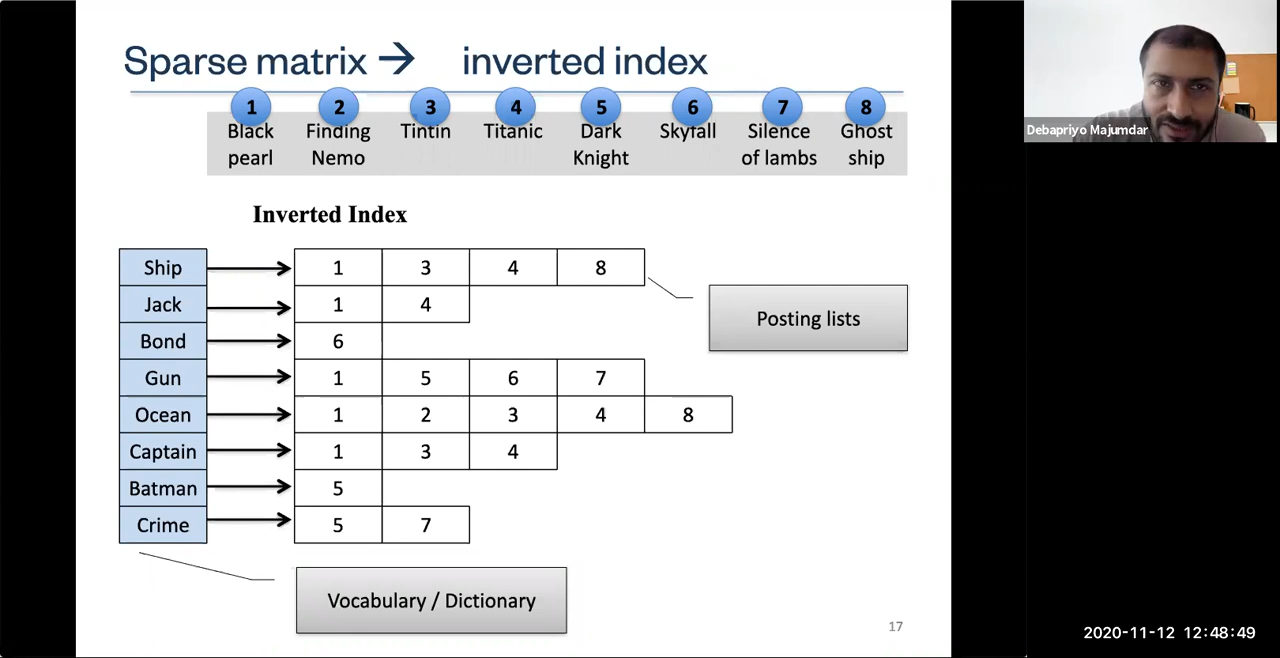 Sparse matrix → inverted index
1 2 3 4 5 6 7 8
Black Finding Tintin Titanic Dark Skyfall Silence Ghost
pearl Nemo Knight of lambs ship
Debapriyo Majumdar
Inverted Index
Ship 1 3 4 8
Jack 1 4
Posting lists
Bond 6
Gun 1 5 6 7
Ocean 1 2 3 4 8
Captain 1 3 4
Batman 5
Crime 5 7
Vocabulary / Dictionary
17
2020-11-12 12:48:49